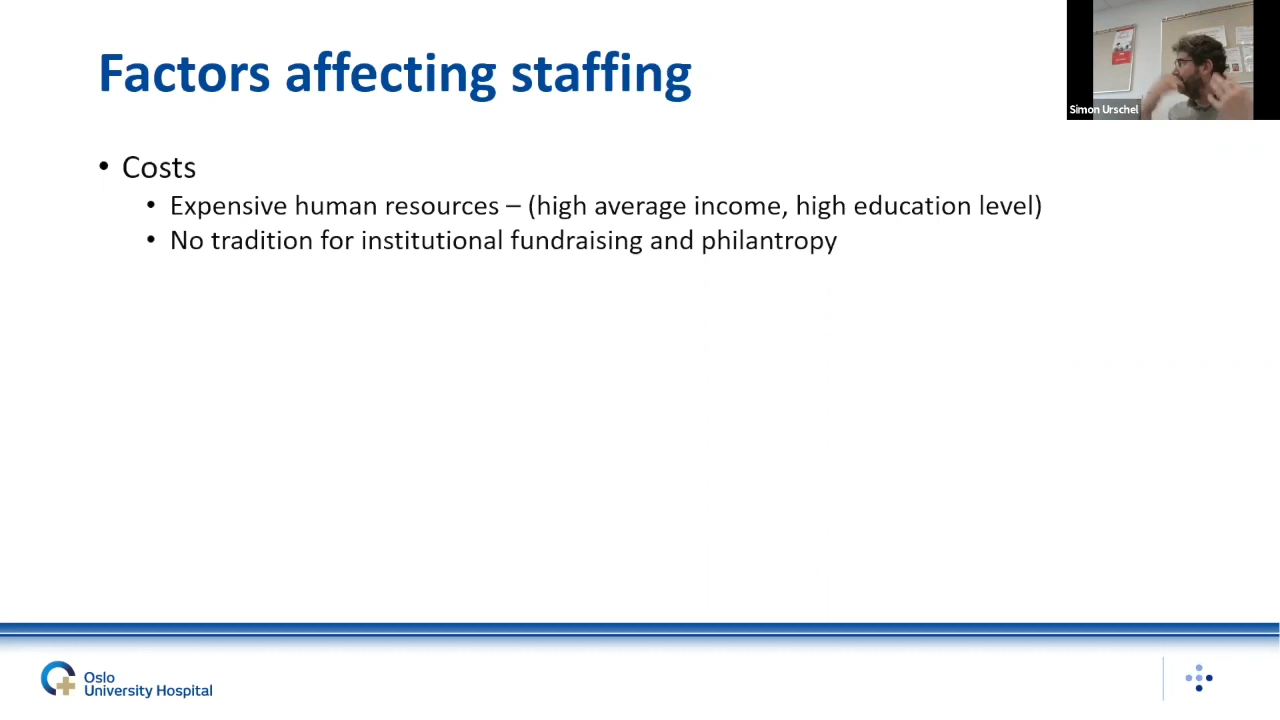 Factors affecting staffing
Simon Urschel
• Costs
• Expensive human resources – (high average income, high education level)
• No tradition for institutional fundraising and philantropy
Oslo
University Hospital